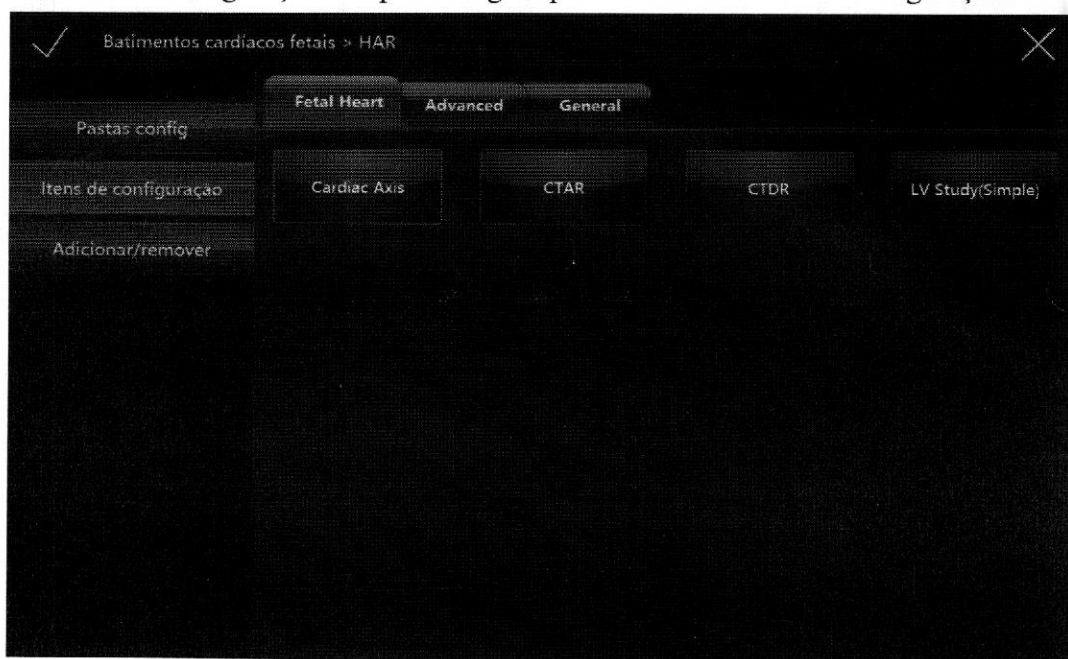 Batimentos cardíacos fetais > HAR
Fetal Heart Advanced General
Pastas config
Itens de configuração
Cardiac Axis CTAR CTDR LV Study(Simple)
Adicionar/remover